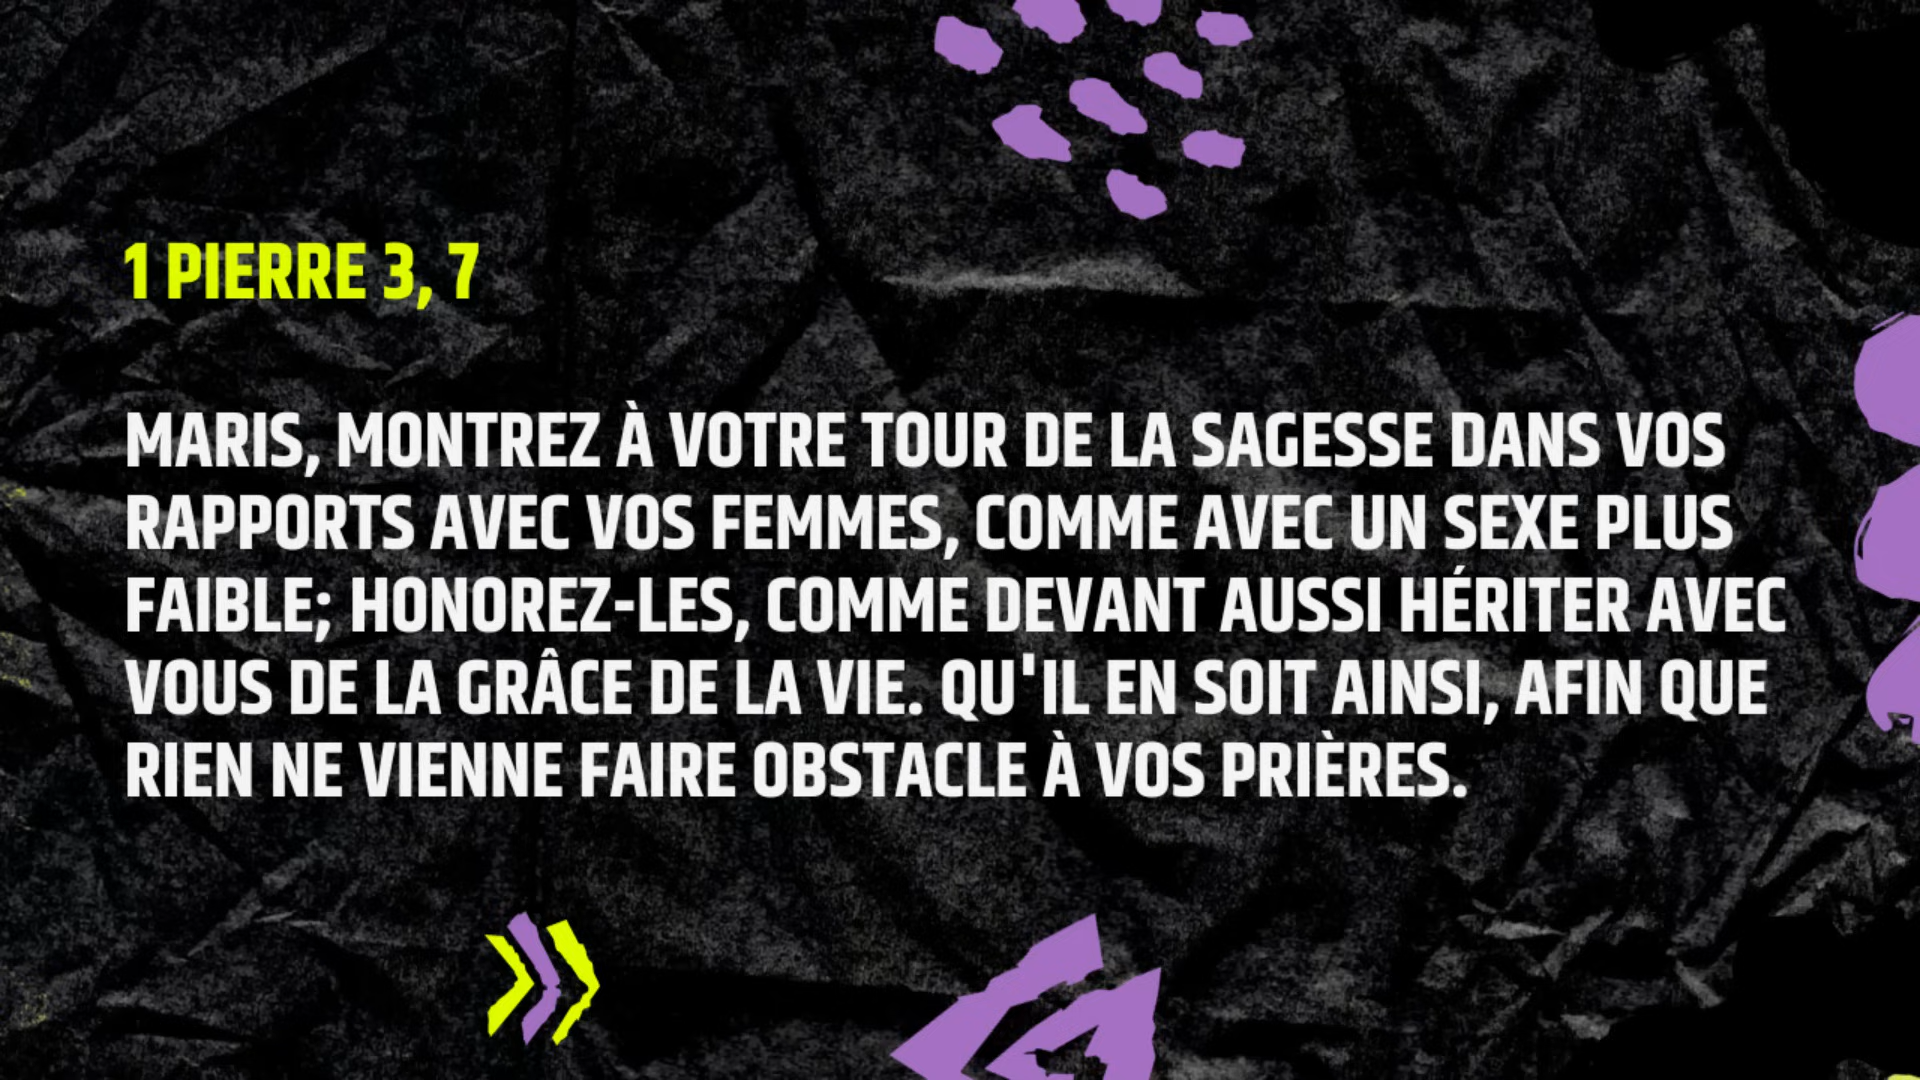 1 PIERRE 3, 7
MARIS, MONTREZ À VOTRE TOUR DE LA SAGESSE DANS VOS
RAPPORTS AVEC VOS FEMMES, COMME AVEC UN SEXE PLUS
FAIBLE; HONOREZ-LES, COMME DEVANT AUSSI HÉRITER AVEC
VOUS DE LA GRÂCE DE LA VIE. QU'IL EN SOIT AINSI, AFIN QUE
RIEN NE VIENNE FAIRE OBSTACLE À VOS PRIÈRES.